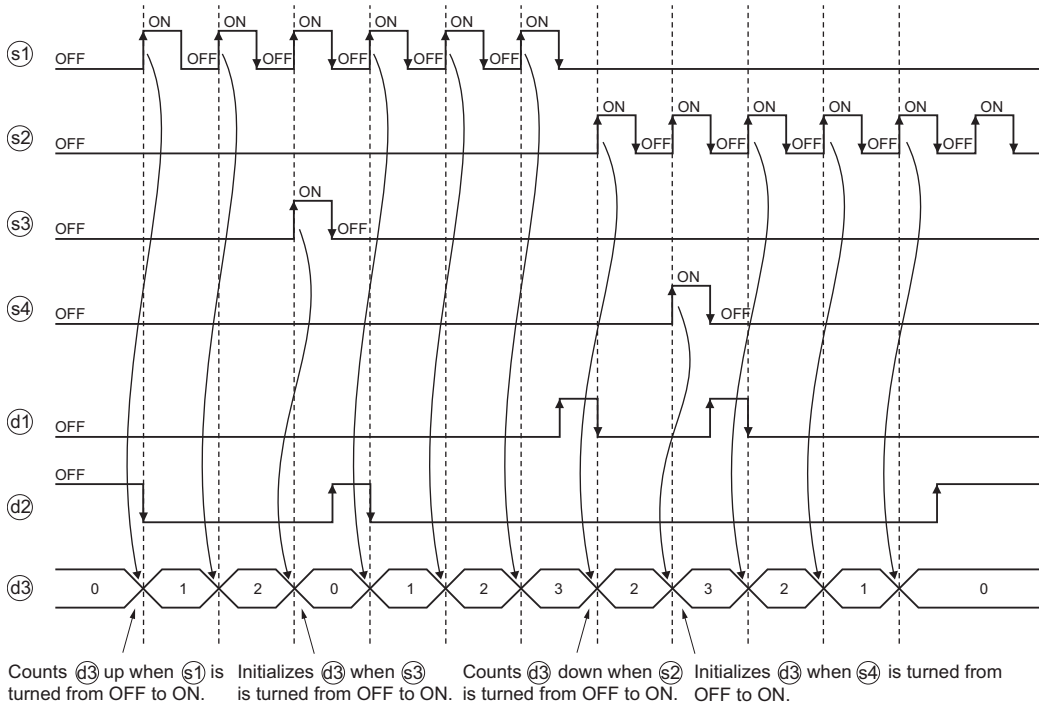 ON ON ON ON ON ON
s1 OFF OFF OFF OFF OFF OFF
ON ON ON ON ON ON
s2 OFF OFF OFF OFF OFF OFF
ON
s3 OFF OFF
ON
s4 OFF OFF
d1 OFF
OFF
d2
d3 0 1 2 0 1 2 3 2 3 2 1 0
Counts d3 up when s1 is
turned from OFF to ON.
Initializes d3 when s3
is turned from OFF to ON.
Counts d3 down when s2
is turned from OFF to ON.
Initializes d3 when s4 is turned from
OFF to ON.